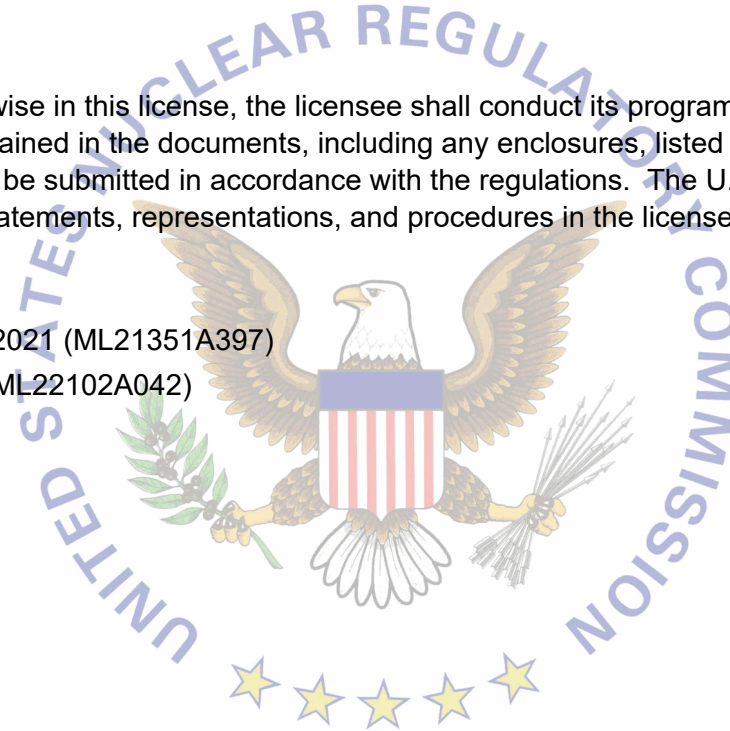 UNITED STATES NUCLEAR REGULATORY COMMISSION
wise in this license, the licensee shall conduct its program
ained in the documents, including any enclosures, listed
be submitted in accordance with the regulations. The U.
atements, representations, and procedures in the license
2021 (ML21351A397)
ML22102A042)